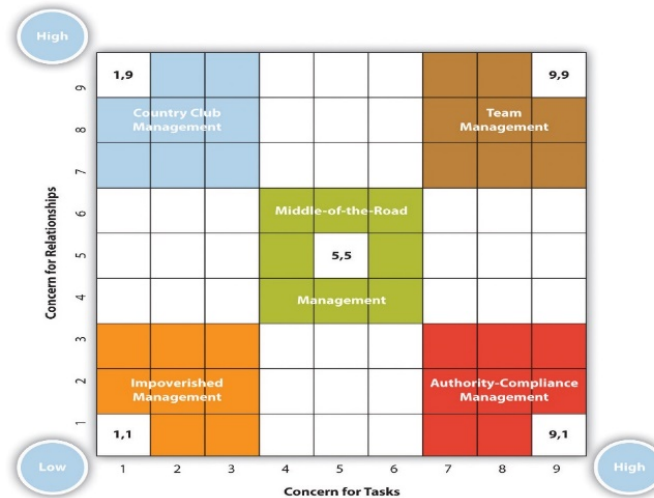 High
1,9
9,9
Country Club
Management
Team
Management
Middle-of-the-Road
5,5
Management
Impoverished
Management
Authority-Compliance
Management
1,1
9,1
Concern for Relationships
9
8
7
6
5
4
3
2
1
Low
1 2 3 4 5 6 7 8 9
High
Concern for Tasks